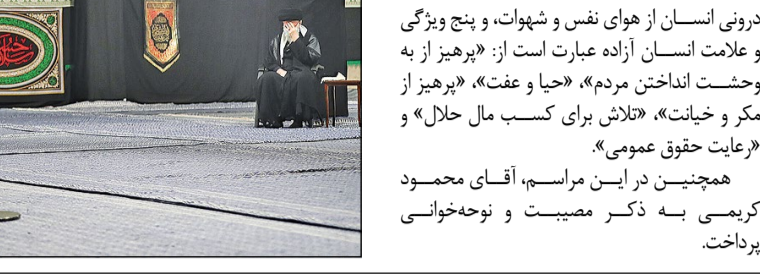 درونی انسان از هوای نفس و شهوات، و پنج ویژگی
و علامت انسان آزاده عبارت است از: «پرهیز از به
وحشت انداختن مردم»، «حیا و عفت»، «پرهیز از
مکر و خیانت»، «تلاش برای کسب مال حلال» و
«رعایت حقوق عمومی».
همچنین در این مراسم، آقای محمود
کریمی به ذکر مصیبت و نوحه‌خوانی
پرداخت.